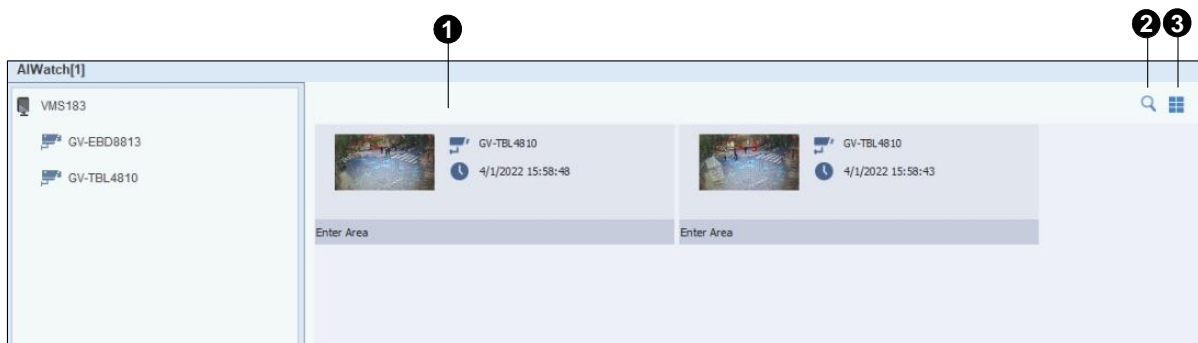 1
2 3
AIWatch[1]
VMS183
GV-EBD8813
GV-TBL4810
GV-TBL4810
4/1/2022 15:58:48
Enter Area
GV-TBL4810
4/1/2022 15:58:43
Enter Area